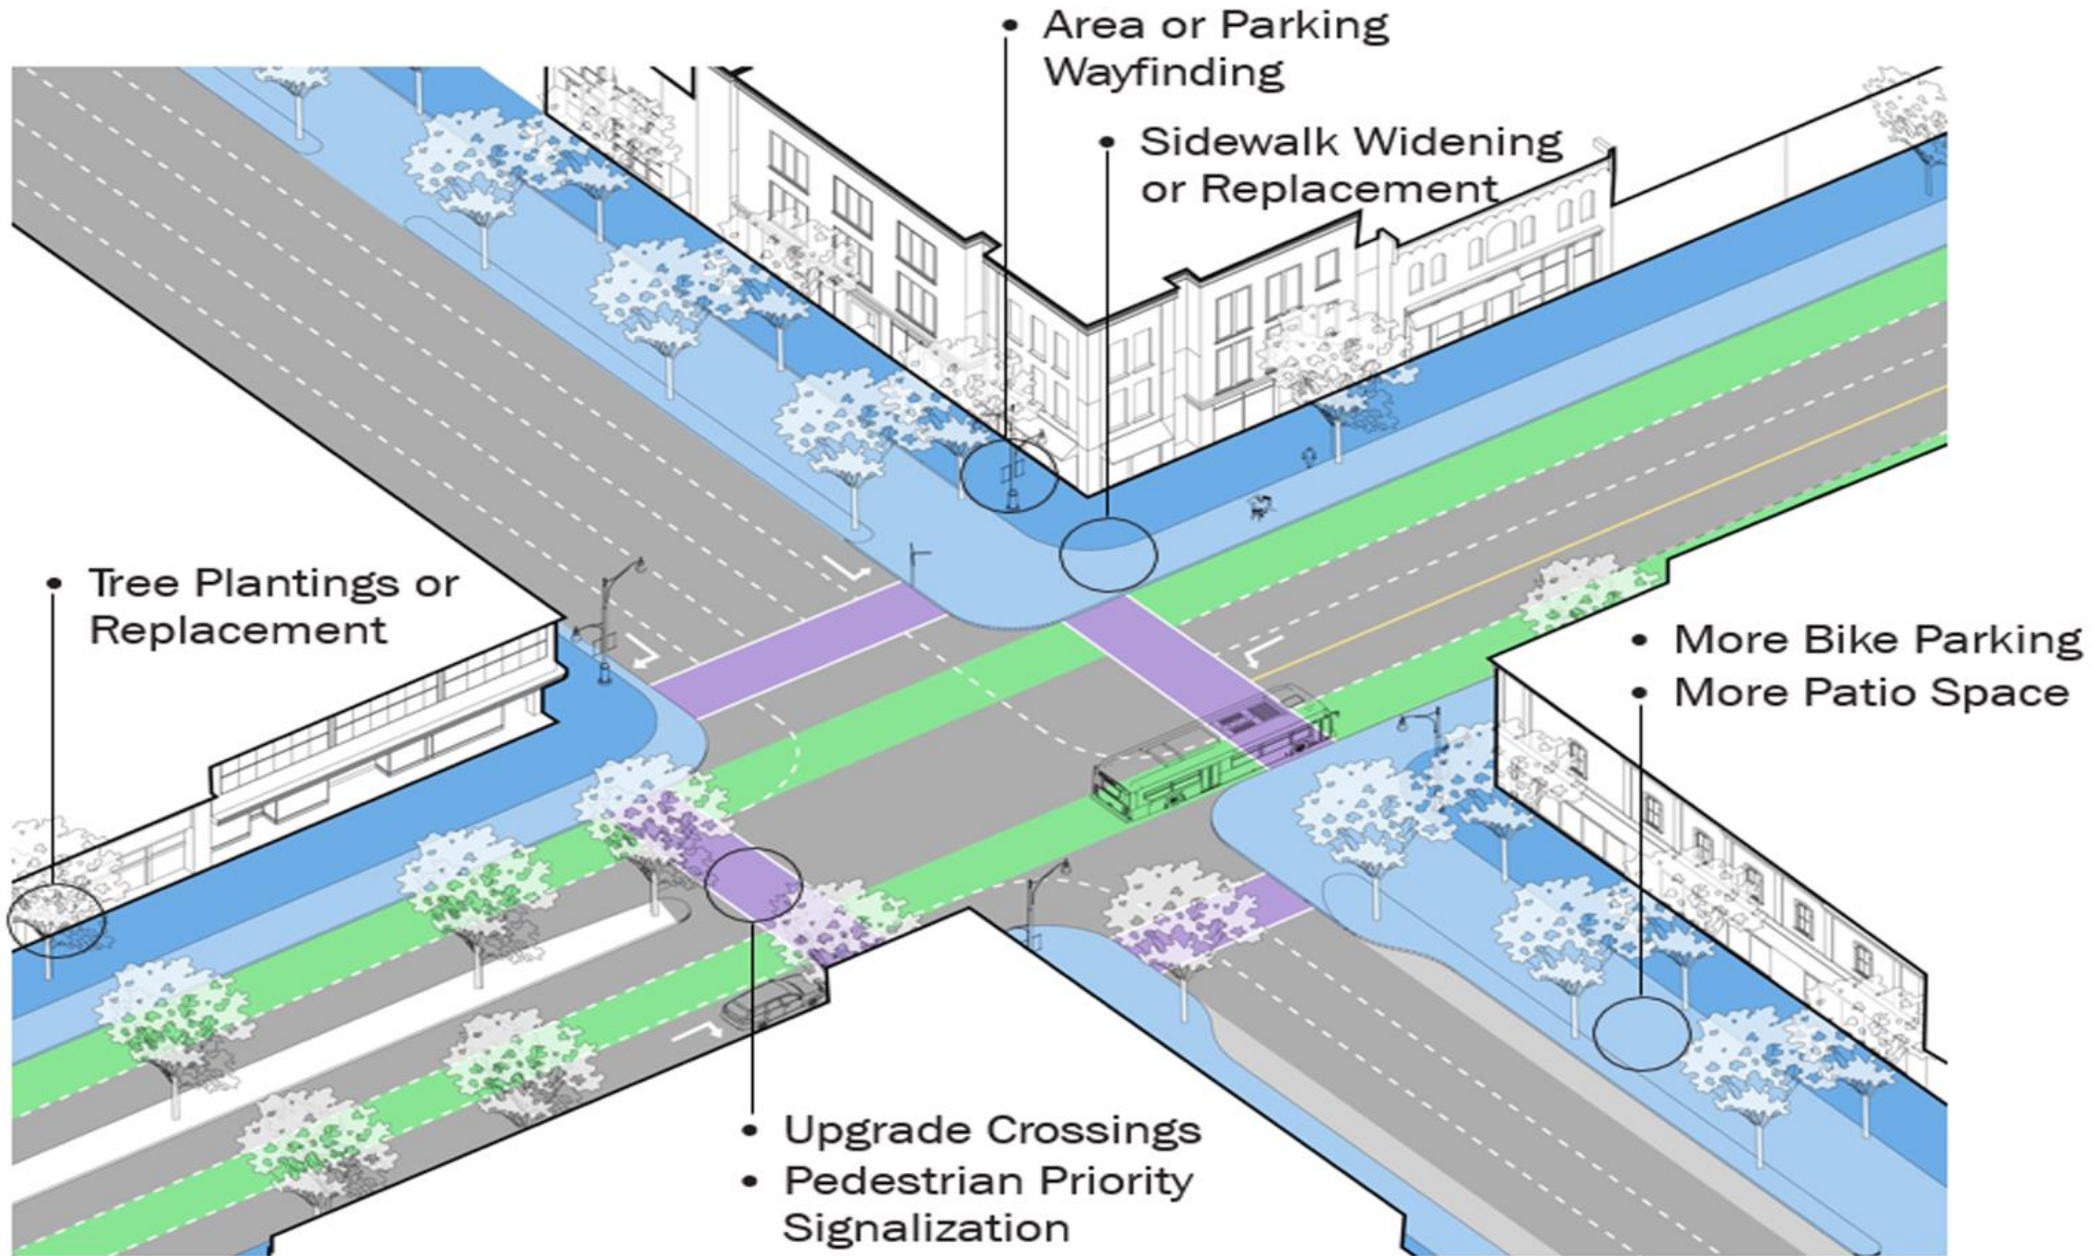 • Area or Parking
Wayfinding
• Sidewalk Widening
or Replacement
• Tree Plantings or
Replacement
• More Bike Parking
• More Patio Space
• Upgrade Crossings
• Pedestrian Priority
Signalization